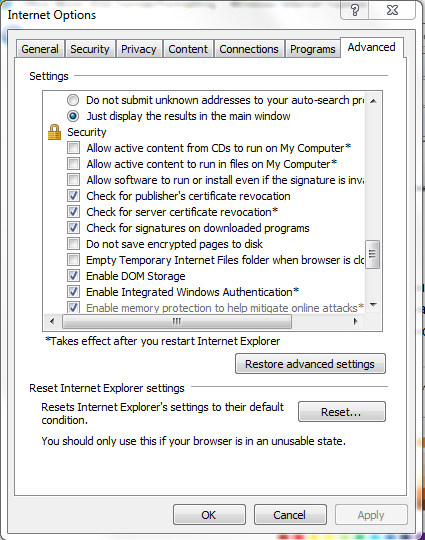 Internet Options
General Security Privacy Content Connections Programs Advanced
Settings
Do not submit unknown addresses to your auto-search pr
Just display the results in the main window
Security
Allow active content from CDs to run on My Computer*
Allow active content to run in files on My Computer*
Allow software to run or install even if the signature is inva
Check for publisher's certificate revocation
Check for server certificate revocation*
Check for signatures on downloaded programs
Do not save encrypted pages to disk
Empty Temporary Internet Files folder when browser is clo
Enable DOM Storage
Enable Integrated Windows Authentication*
Enable memory protection to help mitigate online attacks*
*Takes effect after you restart Internet Explorer
Restore advanced settings
Reset Internet Explorer settings
Resets Internet Explorer's settings to their default
condition.
Reset...
You should only use this if your browser is in an unusable state.
OK Cancel Apply